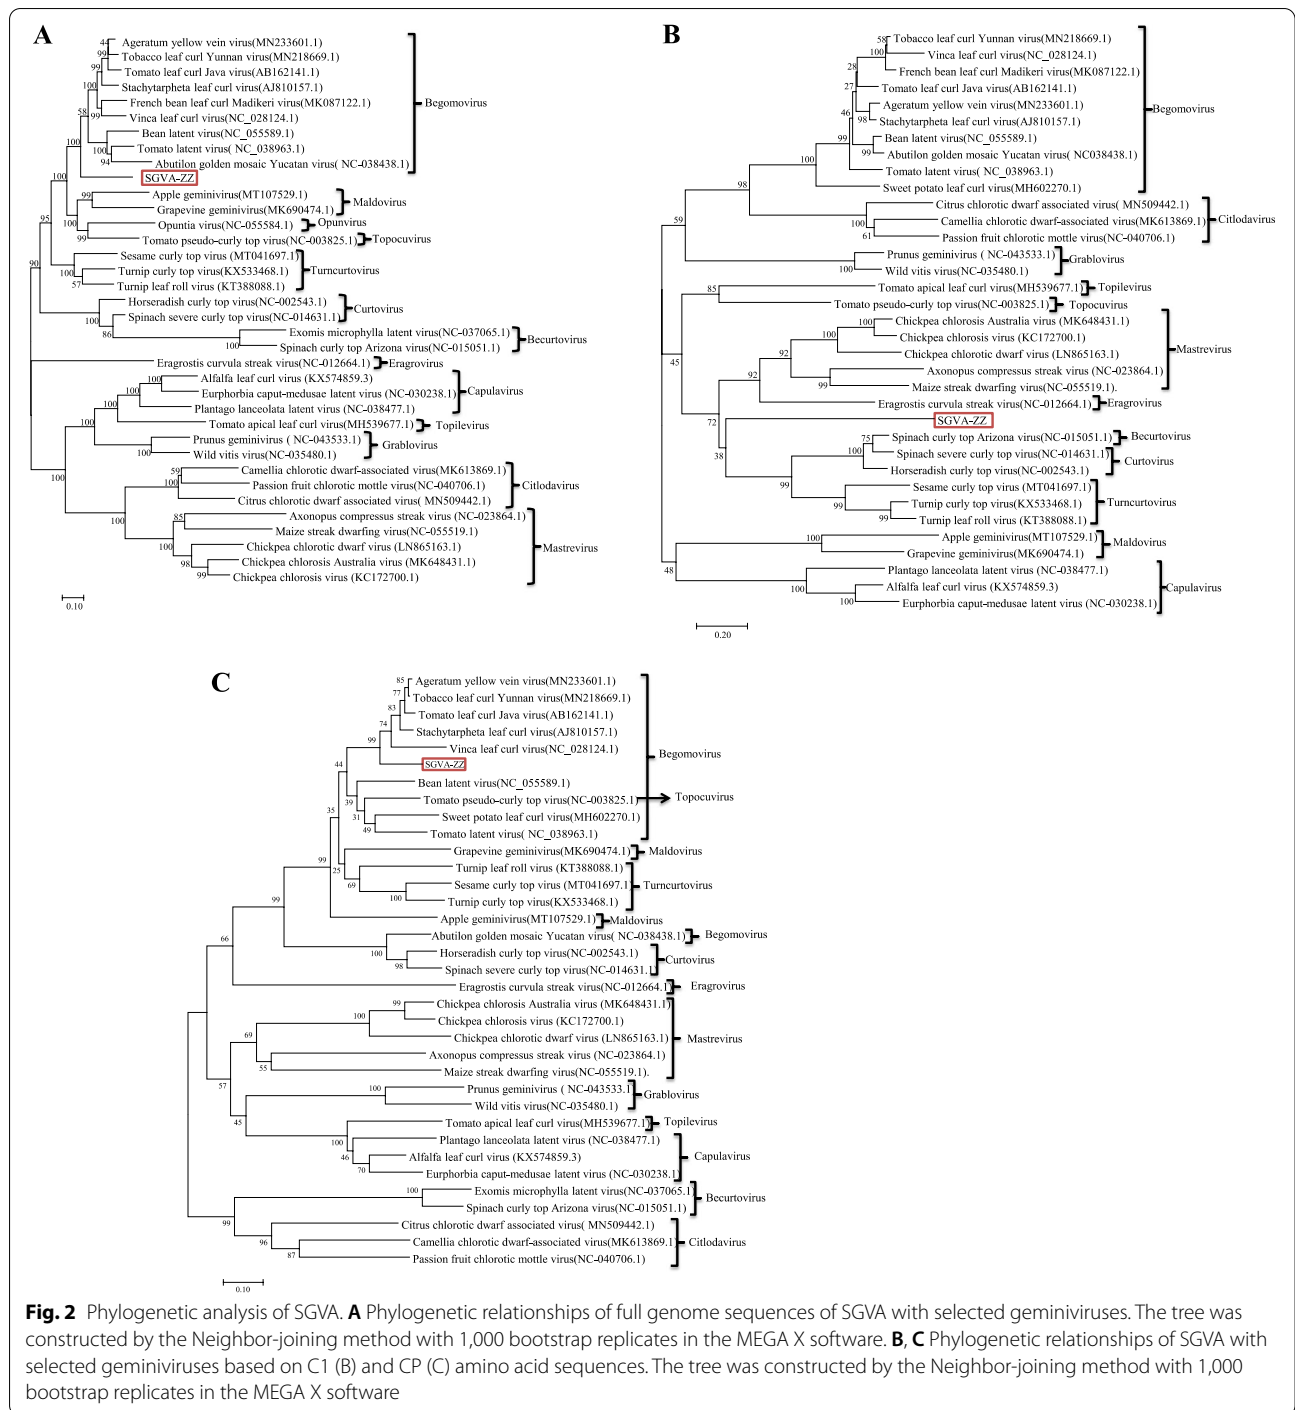 A
Ageratum yellow vein virus(MN233601.1)
Tobacco leaf curl Yunnan virus(MN218669.1)
Tomato leaf curl Java virus(AB162141.1)
Stachytarpheta leaf curl virus(AJ810157.1)
French bean leaf curl Madikeri virus(MK087122.1)
Vinca leaf curl virus(NC_028124.1)
Bean latent virus(NC_055589.1)
Tomato latent virus(NC_038963.1)
Abutilon golden mosaic Yucatan virus( NC-038438.1)
Begomovirus
SGVA-ZZ
Apple geminivirus(MT107529.1)
Grapevine geminivirus(MK690474.1)
Maldovirus
Opuntia virus(NC-055584.1)
Opunvirus
Tomato pseudo-curly top virus(NC-003825.1)
Topocuvirus
Sesame curly top virus (MT041697.1)
Turnip curly top virus(KX533468.1)
Turnip leaf roll virus(KT388088.1)
Turncurtovirus
Horseradish curly top virus(NC-002543.1)
Spinach severe curly top virus(NC-014631.1)
Curtovirus
Exomis microphylla latent virus(NC-037065.1)
Spinach curly top Arizona virus(NC-015051.1)
Becurtovirus
Eragrostis curvula streak virus(NC-012664.1)
Eragrovirus
Alfalfa leaf curl virus (KX574859.3)
Eurphorbia caput-medusae latent virus (NC-030238.1)
Plantago lanceolata latent virus (NC-038477.1)
Capulavirus
Tomato apical leaf curl virus(MH539677.1)
Topilevirus
Prunus geminivirus ( NC-043533.1)
Wild vitis virus(NC-035480.1)
Grablovirus
Camellia chlorotic dwarf-associated virus(MK613869.1)
Passion fruit chlorotic mottle virus(NC-040706.1)
Citrus chlorotic dwarf associated virus( MN509442.1)
Citlodavirus
Axonopus compressus streak virus (NC-023864.1)
Maize streak dwarfing virus(NC-055519.1)
Chickpea chlorotic dwarf virus (LN865163.1)
Chickpea chlorosis Australia virus (MK648431.1)
Chickpea chlorosis virus (KC172700.1)
Mastrevirus
44
99
99
100
99
58
100
94
100
100
99
100
99
95
100
57
90
100
86
100
100
100
100
100
100
100
59
100
100
85
100
98
99
0.10
B
Tobacco leaf curl Yunnan virus(MN218669.1)
Vinca leaf curl virus(NC_028124.1)
French bean leaf curl Madikeri virus(MK087122.1)
Tomato leaf curl Java virus(AB162141.1)
Ageratum yellow vein virus(MN233601.1)
Stachytarpheta leaf curl virus(AJ810157.1)
Bean latent virus(NC_055589.1)
Abutilon golden mosaic Yucatan virus( NC038438.1)
Tomato latent virus( NC_038963.1)
Sweet potato leaf curl virus(MH602270.1)
Begomovirus
Citrus chlorotic dwarf associated virus( MN509442.1)
Camellia chlorotic dwarf-associated virus(MK613869.1)
Passion fruit chlorotic mottle virus(NC-040706.1)
Citlodavirus
Prunus geminivirus ( NC-043533.1)
Wild vitis virus(NC-035480.1)
Grablovirus
Tomato apical leaf curl virus(MH539677.1)
Topilevirus
Tomato pseudo-curly top virus(NC-003825.1)
Topocuvirus
Chickpea chlorosis Australia virus (MK648431.1)
Chickpea chlorosis virus (KC172700.1)
Chickpea chlorotic dwarf virus (LN865163.1)
Axonopus compressus streak virus (NC-023864.1)
Maize streak dwarfing virus(NC-055519.1).
Mastrevirus
Eragrostis curvula streak virus(NC-012664.1)
Eragrovirus
SGVA-ZZ
Spinach curly top Arizona virus(NC-015051.1)
Becurtovirus
Spinach severe curly top virus(NC-014631.1)
Horseradish curly top virus(NC-002543.1)
Curtovirus
Sesame curly top virus (MT041697.1)
Turnip curly top virus(KX533468.1)
Turnip leaf roll virus(KT388088.1)
Turncurtovirus
Apple geminivirus(MT107529.1)
Grapevine geminivirus(MK690474.1)
Maldovirus
Plantago lanceolata latent virus (NC-038477.1)
Alfalfa leaf curl virus (KX574859.3)
Eurphorbia caput-medusae latent virus (NC-030238.1)
Capulavirus
58
100
28
27
46
98
99
99
100
98
100
61
59
100
85
45
100
100
92
99
92
72
38
75
100
99
99
99
100
48
100
100
0.20
C
Ageratum yellow vein virus(MN233601.1)
Tobacco leaf curl Yunnan virus(MN218669.1)
Tomato leaf curl Java virus(AB162141.1)
Stachytarpheta leaf curl virus(AJ810157.1)
Vinca leaf curl virus(NC_028124.1)
SGVA-ZZ
Bean latent virus(NC_055589.1)
Tomato pseudo-curly top virus(NC-003825.1)
Sweet potato leaf curl virus(MH602270.1)
Tomato latent virus( NC_038963.1)
Begomovirus
Topocuvirus
Grapevine geminivirus(MK690474.1)
Maldovirus
Turnip leaf roll virus (KT388088.1)
Sesame curly top virus (MT041697.1)
Turnip curly top virus(KX533468.1)
Turncurtovirus
Apple geminivirus(MT107529.1)
Maldovirus
Abutilon golden mosaic Yucatan virus( NC-038438.1)
Begomovirus
Horseradish curly top virus(NC-002543.1)
Spinach severe curly top virus(NC-014631.1)
Curtovirus
Eragrostis curvula streak virus(NC-012664.1)
Eragrovirus
Chickpea chlorosis Australia virus (MK648431.1)
Chickpea chlorosis virus (KC172700.1)
Chickpea chlorotic dwarf virus (LN865163.1)
Axonopus compressus streak virus (NC-023864.1)
Maize streak dwarfing virus(NC-055519.1).
Mastrevirus
Prunus geminivirus ( NC-043533.1)
Wild vitis virus(NC-035480.1)
Grablovirus
Tomato apical leaf curl virus(MH539677.1)
Topilevirus
Plantago lanceolata latent virus (NC-038477.1)
Alfalfa leaf curl virus (KX574859.3)
Eurphorbia caput-medusae latent virus (NC-030238.1)
Capulavirus
Exomis microphylla latent virus(NC-037065.1)
Spinach curly top Arizona virus(NC-015051.1)
Becurtovirus
Citrus chlorotic dwarf associated virus( MN509442.1)
Camellia chlorotic dwarf-associated virus(MK613869.1)
Passion fruit chlorotic mottle virus(NC-040706.1)
Citlodavirus
85
77
83
74
99
44
39
31
49
35
99
25
69
100
99
100
98
66
99
100
69
55
57
100
45
100
46
70
100
99
96
87
0.10
Fig. 2 Phylogenetic analysis of SGVA. A Phylogenetic relationships of full genome sequences of SGVA with selected geminiviruses. The tree was
constructed by the Neighbor-joining method with 1,000 bootstrap replicates in the MEGA X software. B, C Phylogenetic relationships of SGVA with
selected geminiviruses based on C1 (B) and CP (C) amino acid sequences. The tree was constructed by the Neighbor-joining method with 1,000
bootstrap replicates in the MEGA X software